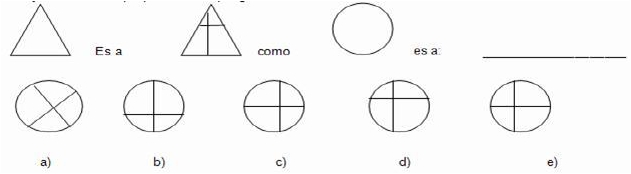 Es a como es a:
a) b) c) d) e)